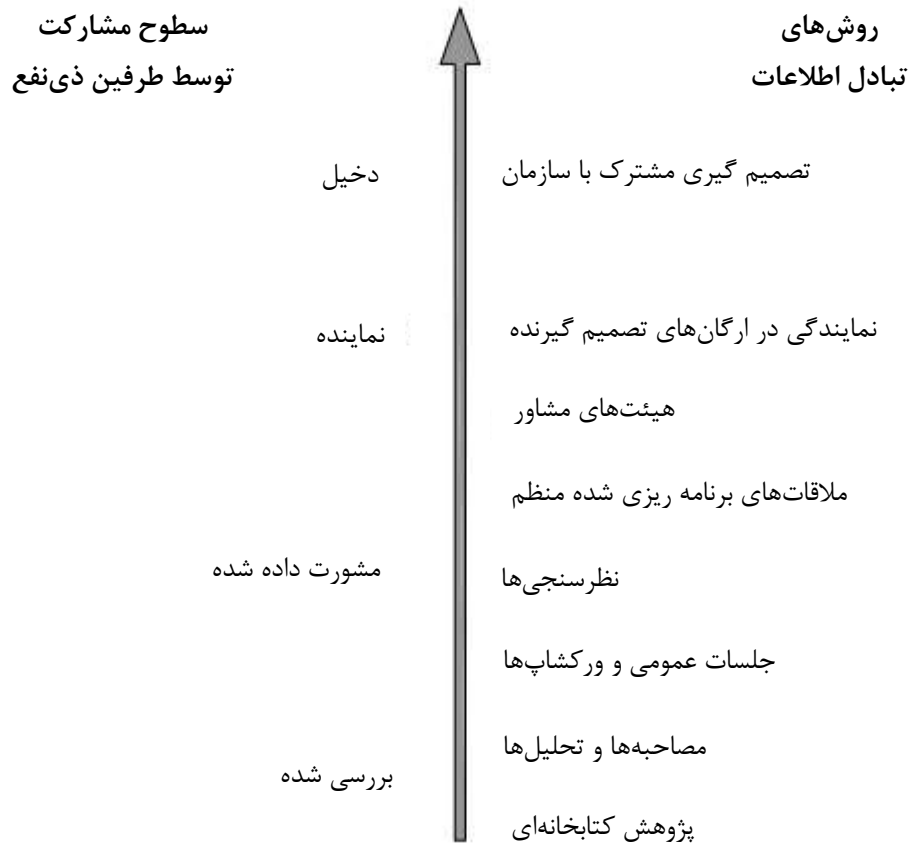 روش‌های
تبادل اطلاعات
سطوح مشارکت
توسط طرفین ذی‌نفع
تصمیم گیری مشترک با سازمان
دخیل
نمایندگی در ارگان‌های تصمیم گیرنده
نماینده
هیئت‌های مشاور
ملاقات‌های برنامه ریزی شده منظم
نظرسنجی‌ها
مشورت داده شده
جلسات عمومی و ورکشاپ‌ها
مصاحبه‌ها و تحلیل‌ها
بررسی شده
پژوهش کتابخانه‌ای